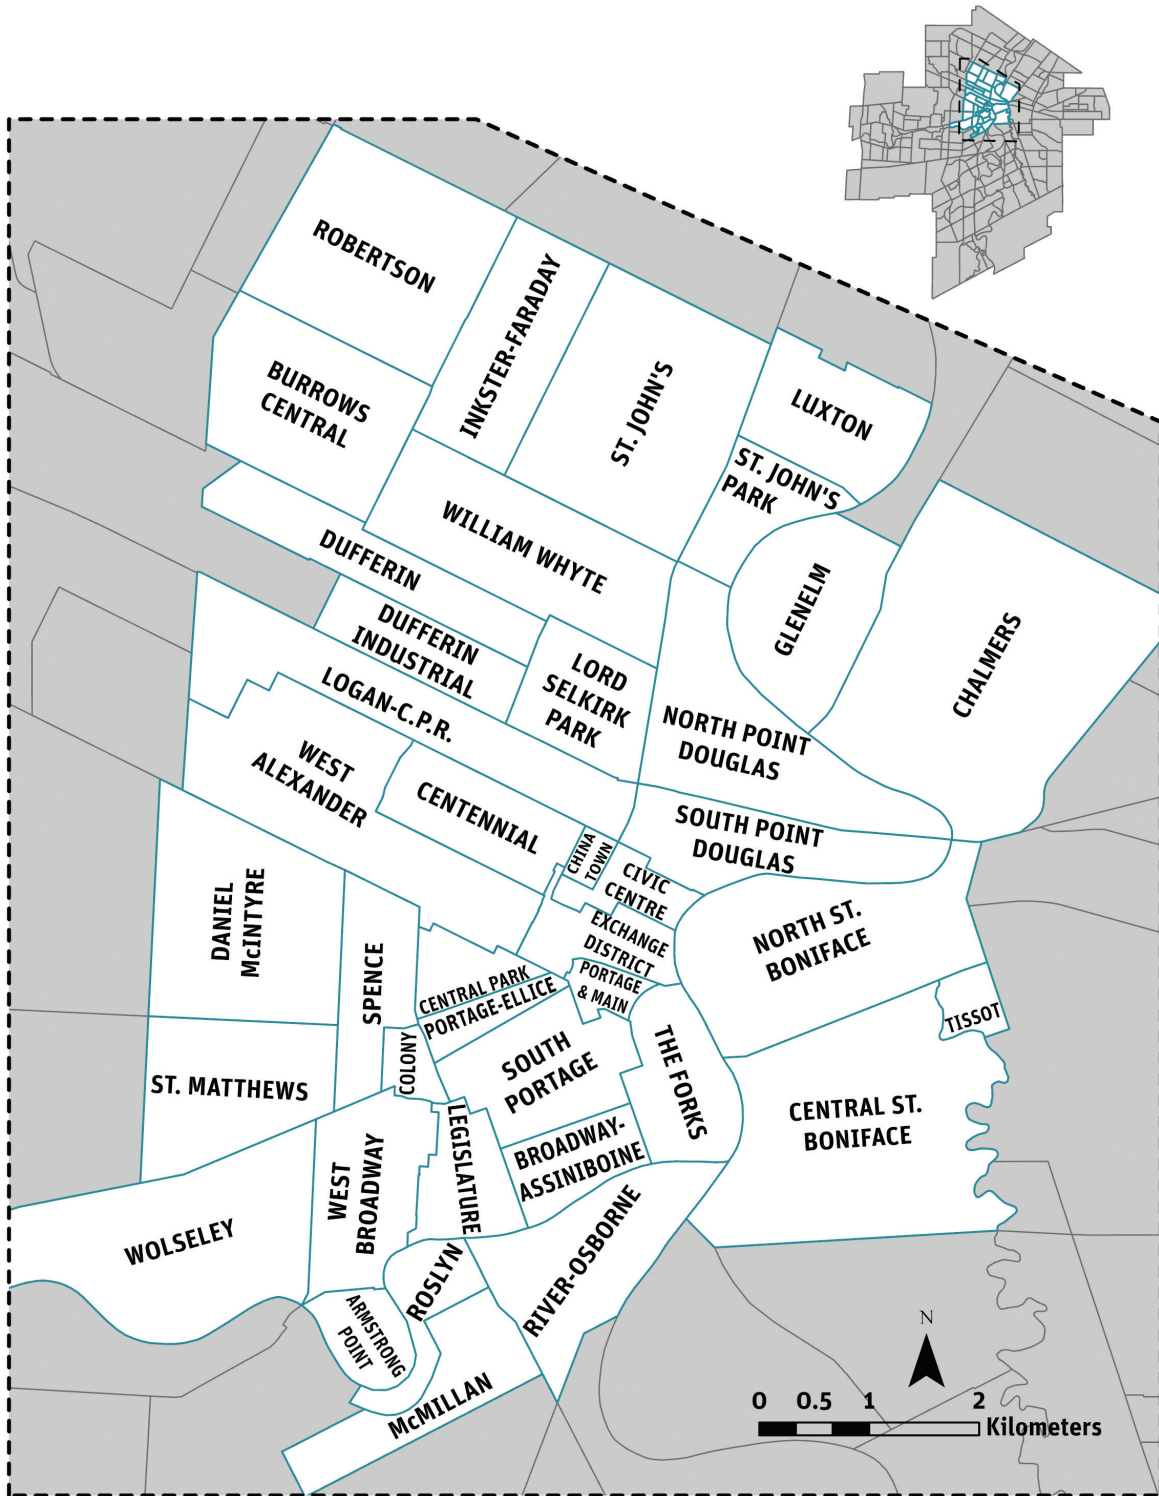 ROBERTSON
INKSTER-FARADAY
ST. JOHN'S
BURROWS
CENTRAL
LUXTON
ST. JOHN'S
PARK
WILLIAM WHYTE
DUFFERIN
GLENELM
CHALMERS
DUFFERIN
INDUSTRIAL
LORD
SELKIRK
PARK
LOGAN-C.P.R.
NORTH POINT
DOUGLAS
WEST
ALEXANDER
CENTENNIAL
SOUTH POINT
DOUGLAS
CHINA
TOWN
CIVIC
CENTRE
DANIEL
McINTYRE
EXCHANGE
DISTRICT
NORTH ST.
BONIFACE
SPENCE
CENTRAL PARK
PORTAGE-ELLICE
PORTAGE
& MAIN
TISSOT
COLONY
SOUTH
PORTAGE
THE FORKS
ST. MATTHEWS
CENTRAL ST.
BONIFACE
LEGISLATURE
BROADWAY-
ASSINIBOINE
WEST
BROADWAY
WOLSELEY
ROSLYN
RIVER-OSBORNE
ARMSTRONG
POINT
McMILLAN
N
0 0.5 1 2
Kilometers